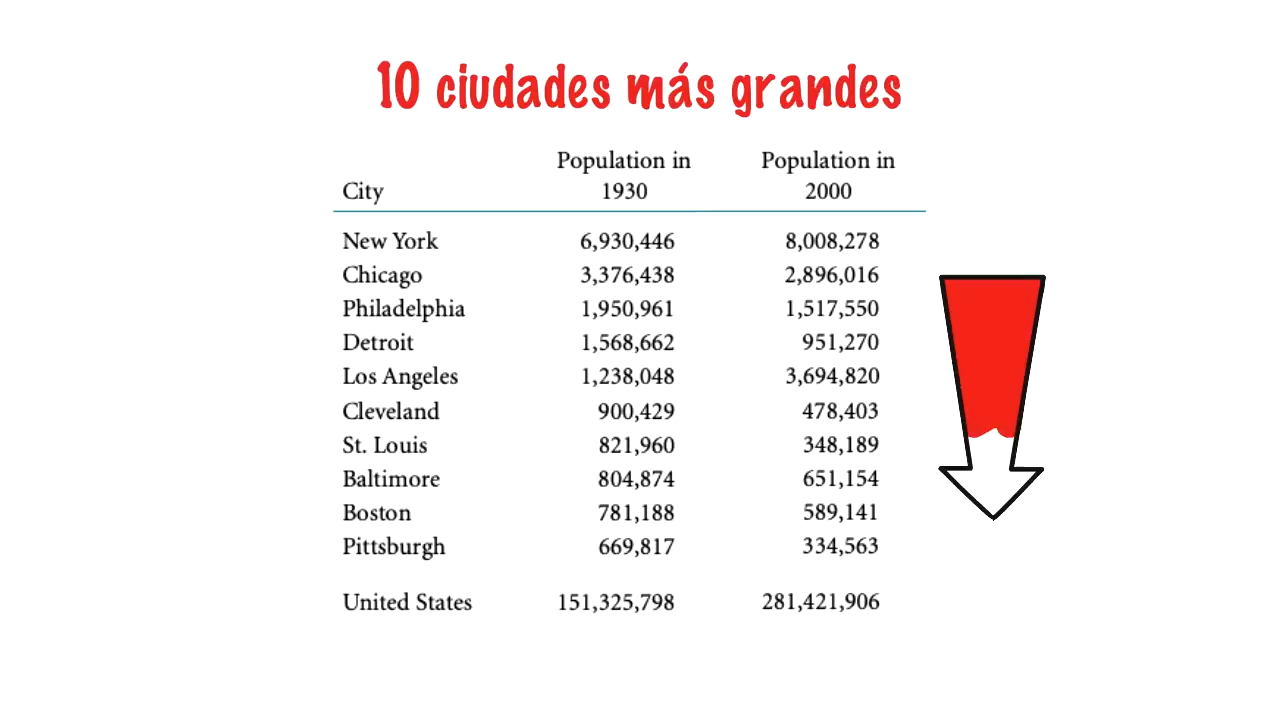 10 ciudades más grandes
Population in Population in
City 1930 2000
New York 6,930,446 8,008,278
Chicago 3,376,438 2,896,016
Philadelphia 1,950,961 1,517,550
Detroit 1,568,662 951,270
Los Angeles 1,238,048 3,694,820
Cleveland 900,429 478,403
St. Louis 821,960 348,189
Baltimore 804,874 651,154
Boston 781,188 589,141
Pittsburgh 669,817 334,563
United States 151,325,798 281,421,906